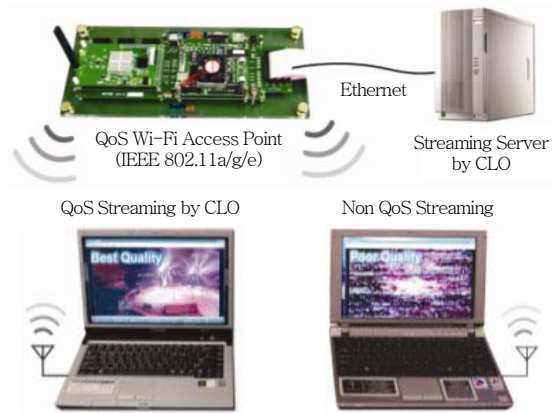 Ethernet
QoS Wi-Fi Access Point
(IEEE 802.11a/g/e)
Streaming Server
by CLO
QoS Streaming by CLO
Non QoS Streaming
Best Quality
Poor Quality